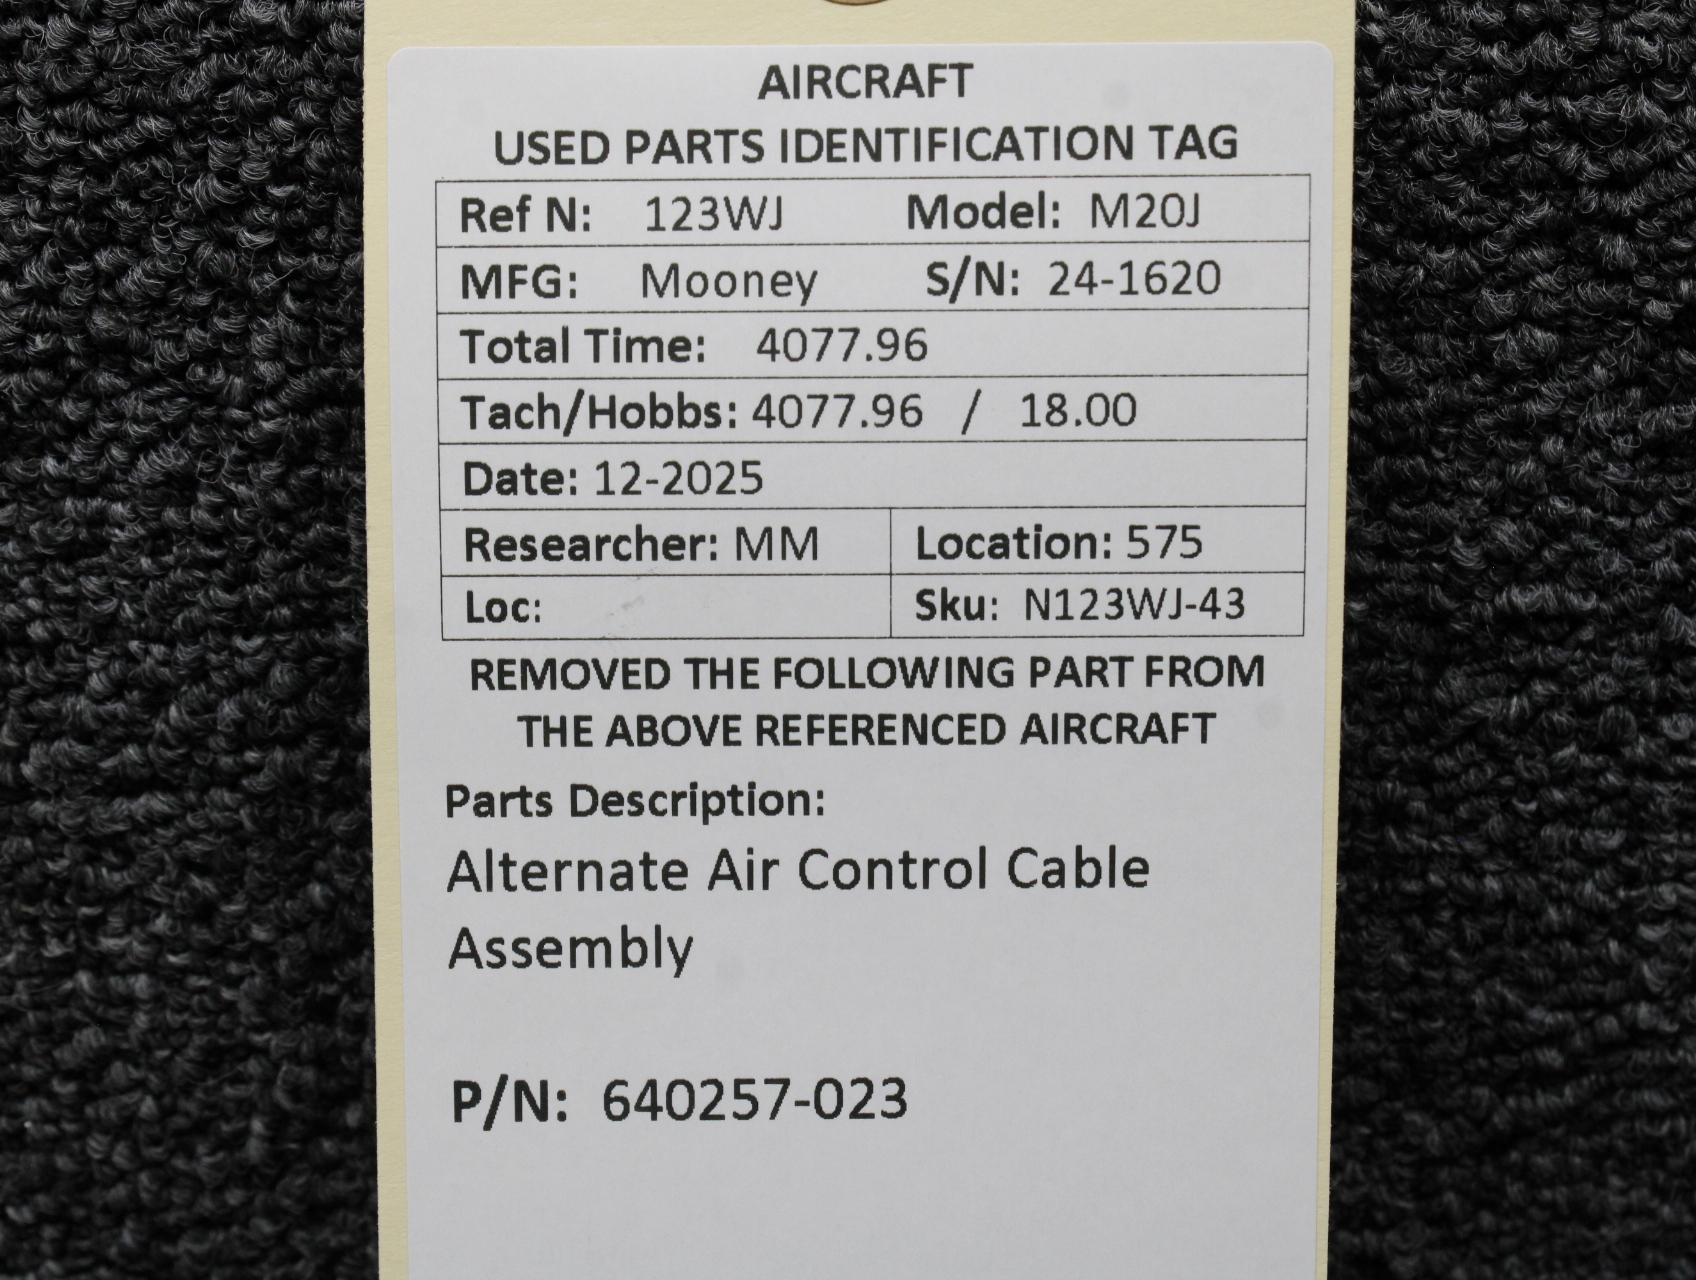 AIRCRAFT
USED PARTS IDENTIFICATION TAG
Ref N: 123WJ Model: M20J
MFG: Mooney S/N: 24-1620
Total Time: 4077.96
Tach/Hobbs: 4077.96 / 18.00
Date: 12-2025
Researcher: MM Location: 575
Loc: Sku: N123WJ-43
REMOVED THE FOLLOWING PART FROM
THE ABOVE REFERENCED AIRCRAFT
Parts Description:
Alternate Air Control Cable
Assembly
P/N: 640257-023